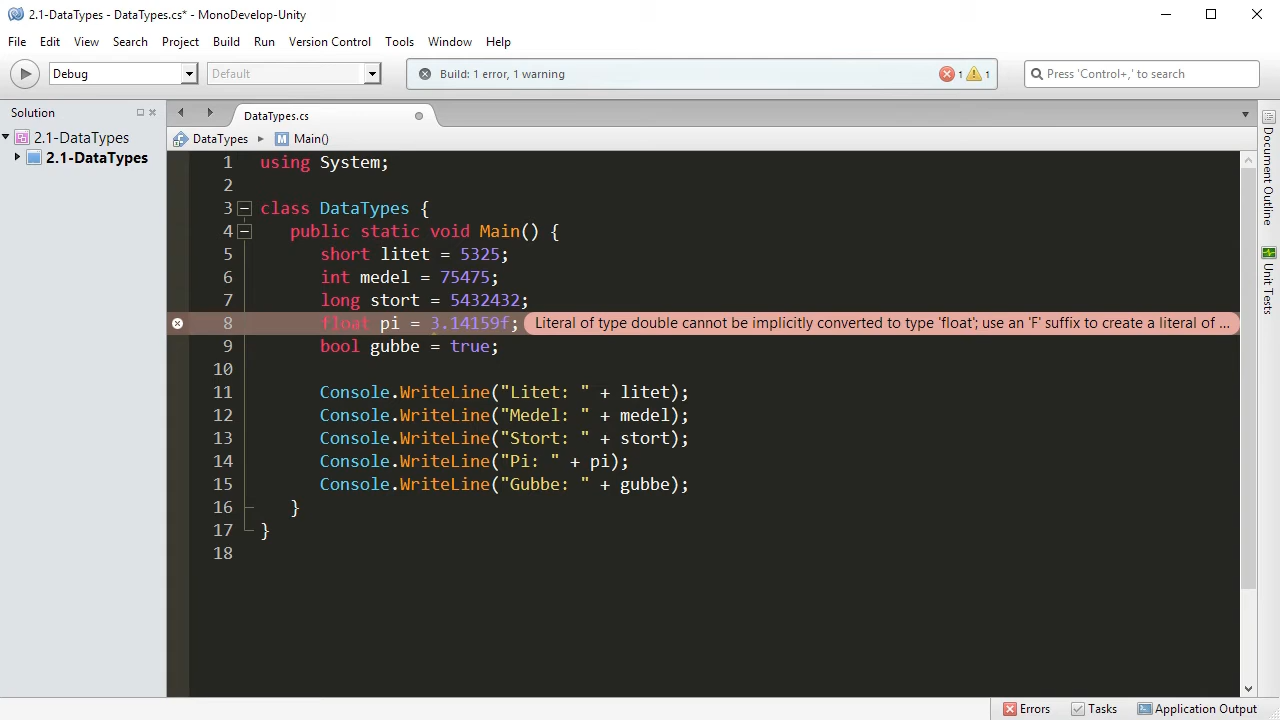 2.1-DataTypes - DataTypes.cs* - MonoDevelop-Unity
File Edit View Search Project Build Run Version Control Tools Window Help
Debug Default Build: 1 error, 1 warning 1 1 Press 'Control+,' to search
Solution DataTypes.cs
2.1-DataTypes
2.1-DataTypes
DataTypes M Main()
1 using System;
2
3 class DataTypes {
4 public static void Main() {
5 short litet = 5325;
6 int medel = 75475;
7 long stort = 5432432;
8 float pi = 3.14159f; Literal of type double cannot be implicitly converted to type 'float'; use an 'F' suffix to create a literal of ...
9 bool gubbe = true;
10
11 Console.WriteLine("Litet: " + litet);
12 Console.WriteLine("Medel: " + medel);
13 Console.WriteLine("Stort: " + stort);
14 Console.WriteLine("Pi: " + pi);
15 Console.WriteLine("Gubbe: " + gubbe);
16 }
17 }
18
Document Outline
Unit Tests
Errors Tasks Application Output